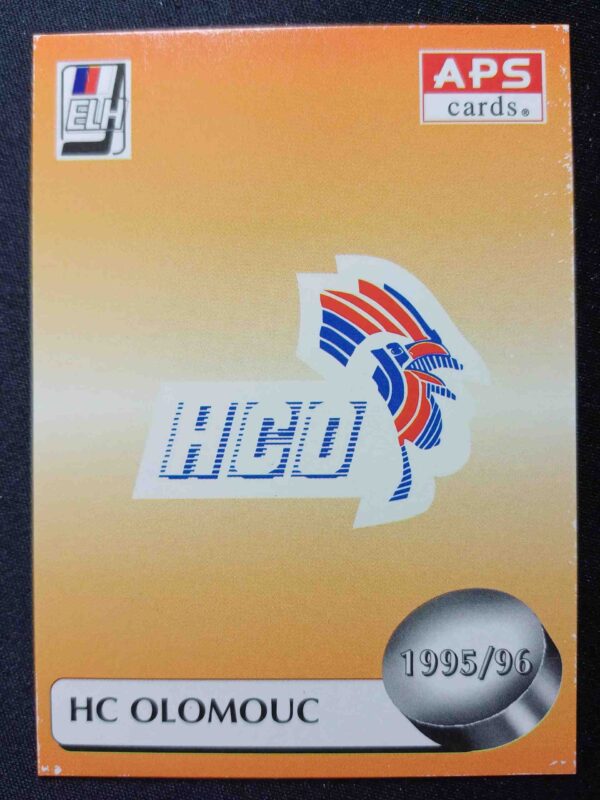 ELH
APS
cards®
HCO
1995/96
HC OLOMOUC